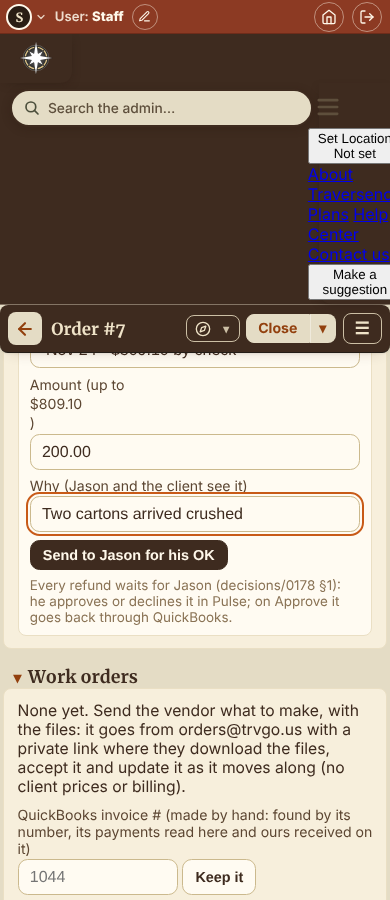 S
User: Staff
Search the admin...
Set Location
Not set
About
Traversend
Plans Help
Center
Contact us
Make a
suggestion
Order #7
Close
Amount (up to
$809.10
)
200.00
Why (Jason and the client see it)
Two cartons arrived crushed
Send to Jason for his OK
Every refund waits for Jason (decisions/0178 §1):
he approves or declines it in Pulse; on Approve it
goes back through QuickBooks.
Work orders
None yet. Send the vendor what to make, with
the files: it goes from orders@trvgo.us with a
private link where they download the files,
accept it and update it as it moves along (no
client prices or billing).
QuickBooks invoice # (made by hand: found by its
number, its payments read here and ours received on
it)
1044
Keep it